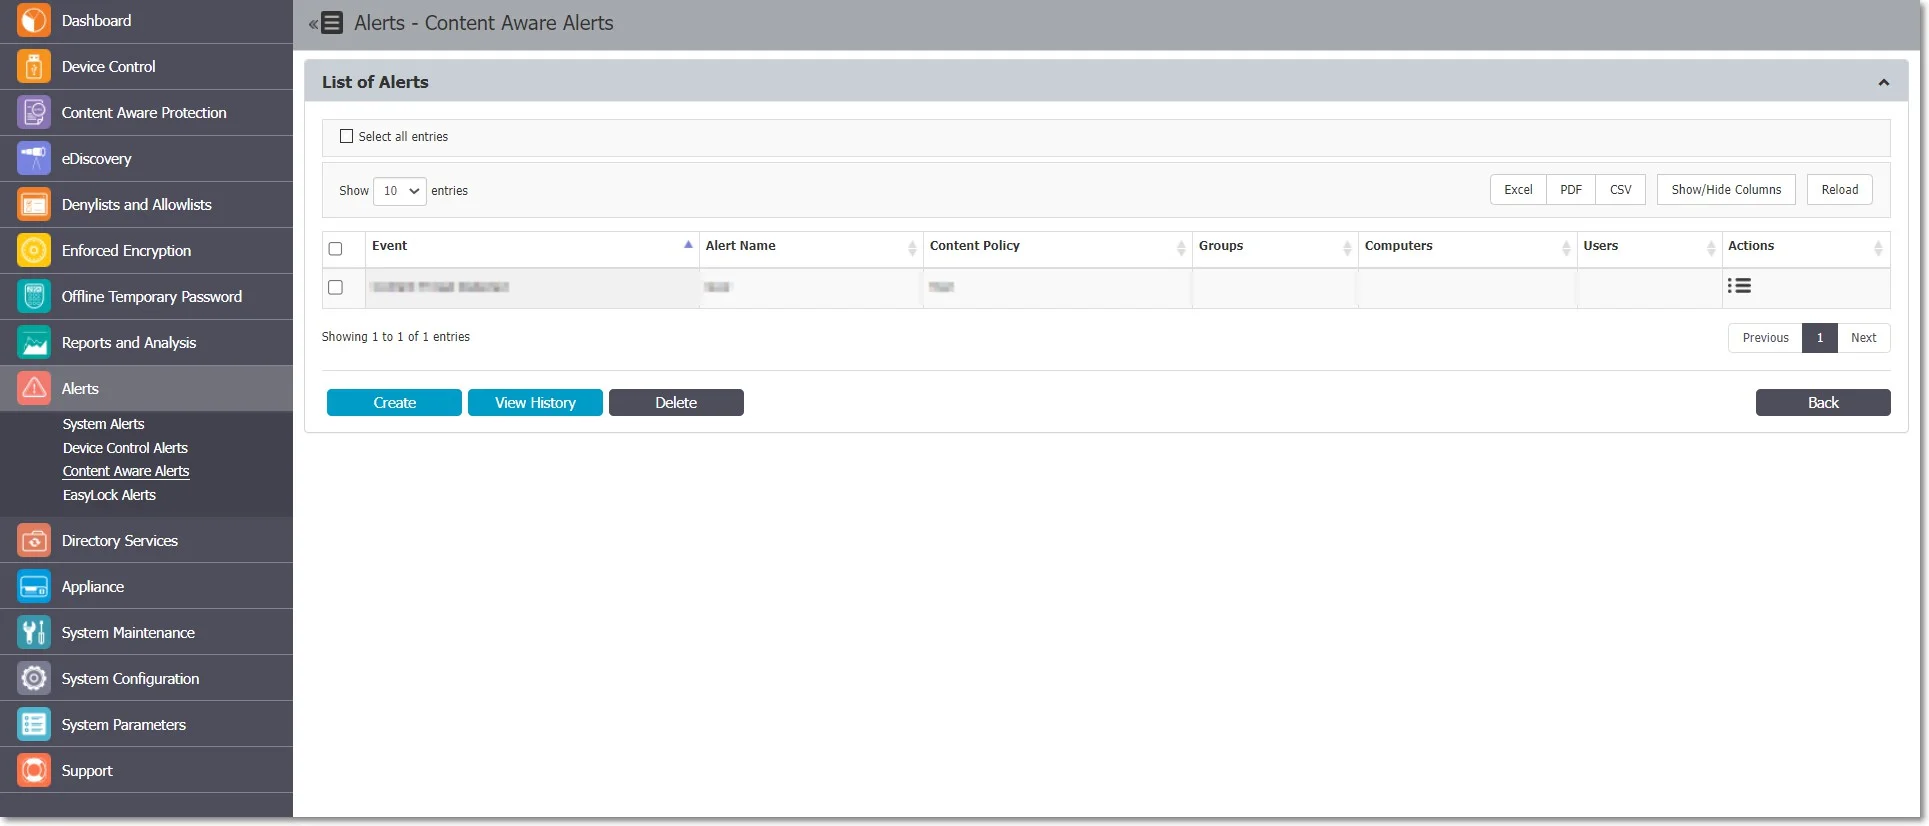 Dashboard
Device Control
Content Aware Protection
eDiscovery
Denylists and Allowlists
Enforced Encryption
Offline Temporary Password
Reports and Analysis
Alerts
System Alerts
Device Control Alerts
Content Aware Alerts
EasyLock Alerts
Directory Services
Appliance
System Maintenance
System Configuration
System Parameters
Support
« Alerts - Content Aware Alerts
List of Alerts
Select all entries
Show 10 entries Excel PDF CSV Show/Hide Columns Reload
Event Alert Name Content Policy Groups Computers Users Actions
Showing 1 to 1 of 1 entries Previous 1 Next
Create View History Delete Back